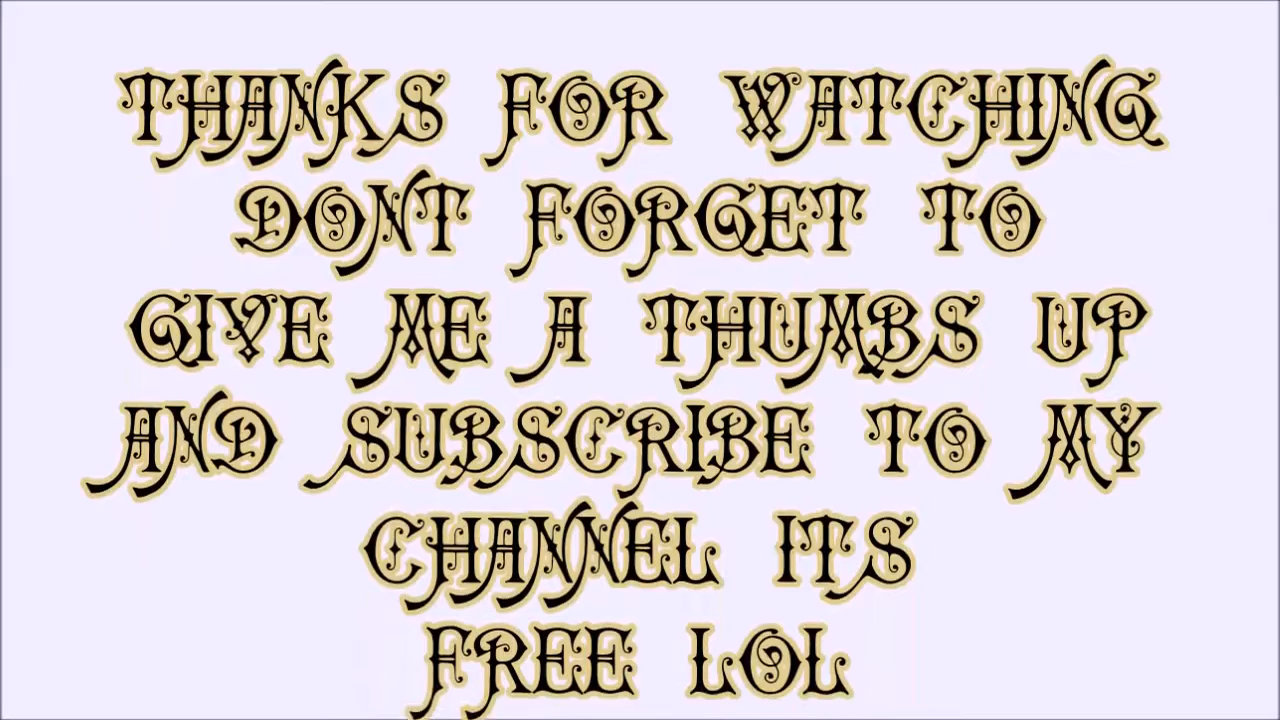 THANKS FOR WATCHING
DONT FORGET TO
GIVE ME A THUMBS UP
AND SUBSCRIBE TO MY
CHANNEL ITS
FREE LOL